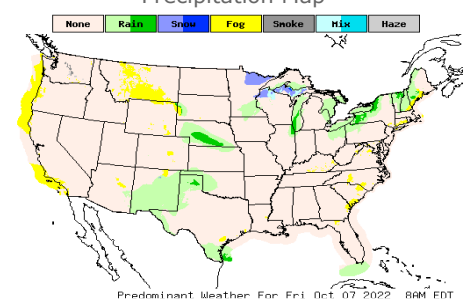 Precipitation Map
None Rain Snow Fog Smoke Mix Haze
Predominant Weather For Fri Oct 07 2022 8AM EDT